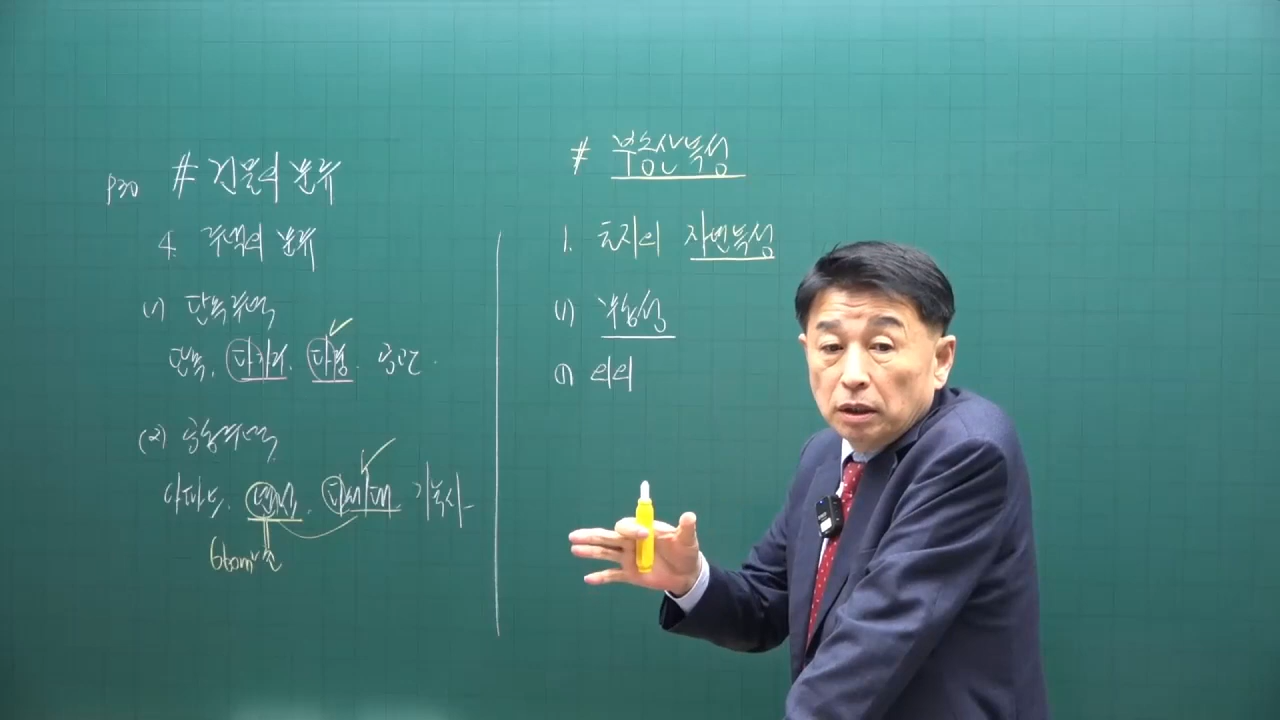 P30 # 건물의 분류
4. 주택의 분류
(1) 단독주택
단독, 다가구, 다중, 공관.
(2) 공동주택
아파트, 연립, 다세대, 기숙사
660m² 초
# 부동산특성
1. 토지의 자연특성
(1) 부동성
① 의의